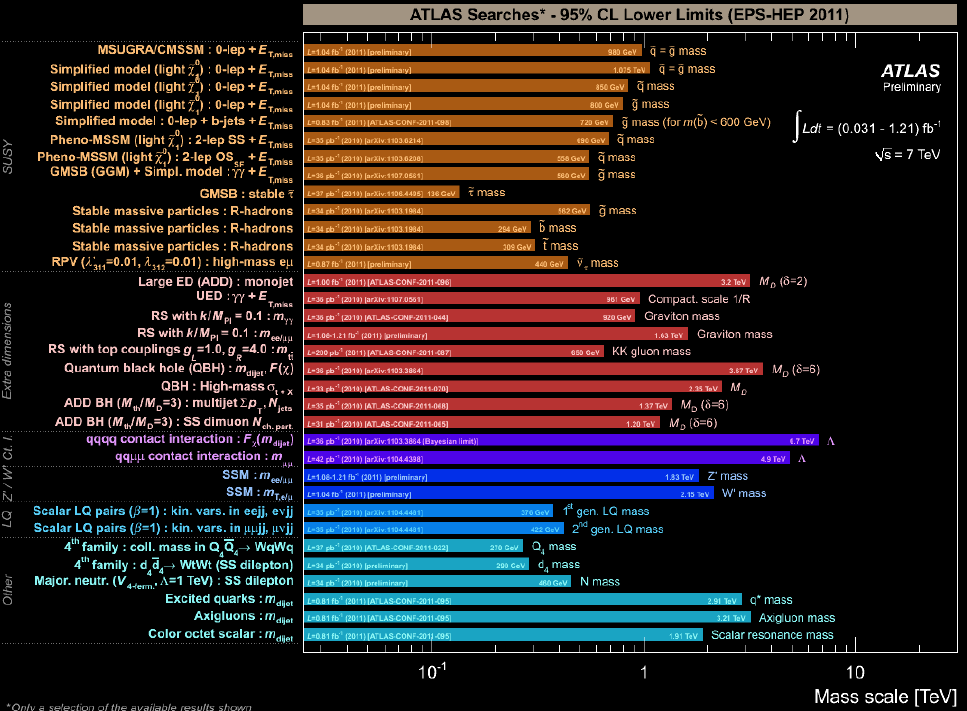 ATLAS Searches* - 95% CL Lower Limits (EPS-HEP 2011)
ATLAS
Preliminary
∫Ldt = (0.031 - 1.21) fb⁻¹
√s = 7 TeV
SUSY
MSUGRA/CMSSM : 0-lep + E_T,miss L=1.04 fb⁻¹ (2011) [preliminary] 980 GeV q̃ = g̃ mass
Simplified model (light χ̃⁰₁) : 0-lep + E_T,miss L=1.04 fb⁻¹ (2011) [preliminary] 1.075 TeV q̃ = g̃ mass
Simplified model (light χ̃⁰₁) : 0-lep + E_T,miss L=1.04 fb⁻¹ (2011) [preliminary] 850 GeV q̃ mass
Simplified model (light χ̃⁰₁) : 0-lep + E_T,miss L=1.04 fb⁻¹ (2011) [preliminary] 800 GeV g̃ mass
Simplified model : 0-lep + b-jets + E_T,miss L=0.83 fb⁻¹ (2011) [ATLAS-CONF-2011-098] 720 GeV g̃ mass (for m(b̃) < 600 GeV)
Pheno-MSSM (light χ̃⁰₁) : 2-lep SS + E_T,miss L=35 pb⁻¹ (2010) [arXiv:1103.6214] 690 GeV q̃ mass
Pheno-MSSM (light χ̃⁰₁) : 2-lep OS_SF + E_T,miss L=35 pb⁻¹ (2010) [arXiv:1103.6208] 558 GeV q̃ mass
GMSB (GGM) + Simpl. model : γγ + E_T,miss L=36 pb⁻¹ (2010) [arXiv:1107.0561] 560 GeV g̃ mass
GMSB : stable τ̃ L=37 pb⁻¹ (2010) [arXiv:1106.4495] 136 GeV τ̃ mass
Stable massive particles : R-hadrons L=34 pb⁻¹ (2010) [arXiv:1103.1984] 562 GeV g̃ mass
Stable massive particles : R-hadrons L=34 pb⁻¹ (2010) [arXiv:1103.1984] 294 GeV b̃ mass
Stable massive particles : R-hadrons L=34 pb⁻¹ (2010) [arXiv:1103.1984] 309 GeV t̃ mass
RPV (λ'₃₁₁=0.01, λ₃₁₂=0.01) : high-mass eμ L=0.87 fb⁻¹ (2011) [preliminary] 440 GeV ν̃_τ mass
Extra dimensions
Large ED (ADD) : monojet L=1.00 fb⁻¹ (2011) [ATLAS-CONF-2011-096] 3.2 TeV M_D (δ=2)
UED : γγ + E_T,miss L=36 pb⁻¹ (2010) [arXiv:1107.0561] 961 GeV Compact. scale 1/R
RS with k/M_Pl = 0.1 : m_γγ L=36 pb⁻¹ (2010) [ATLAS-CONF-2011-044] 920 GeV Graviton mass
RS with k/M_Pl = 0.1 : m_ee/μμ L=1.08-1.21 fb⁻¹ (2011) [preliminary] 1.63 TeV Graviton mass
RS with top couplings g_L=1.0, g_R=4.0 : m_tt̄ L=200 pb⁻¹ (2011) [ATLAS-CONF-2011-087] 650 GeV KK gluon mass
Quantum black hole (QBH) : m_dijet, F(χ) L=36 pb⁻¹ (2010) [arXiv:1103.3864] 3.67 TeV M_D (δ=6)
QBH : High-mass σ_t+X L=33 pb⁻¹ (2010) [ATLAS-CONF-2011-070] 2.35 TeV M_D
ADD BH (M_th/M_D=3) : multijet Σp_T, N_jets L=35 pb⁻¹ (2010) [ATLAS-CONF-2011-068] 1.37 TeV M_D (δ=6)
ADD BH (M_th/M_D=3) : SS dimuon N_ch. part. L=31 pb⁻¹ (2010) [ATLAS-CONF-2011-065] 1.20 TeV M_D (δ=6)
Ct. I.
qqqq contact interaction : F_χ(m_dijet) L=36 pb⁻¹ (2010) [arXiv:1103.3864 (Bayesian limit)] 6.7 TeV Λ
qqμμ contact interaction : m_μμ L=42 pb⁻¹ (2010) [arXiv:1104.4398] 4.9 TeV Λ
Z' / W'
SSM : m_ee/μμ L=1.08-1.21 fb⁻¹ (2011) [preliminary] 1.83 TeV Z' mass
SSM : m_T,e/μ L=1.04 fb⁻¹ (2011) [preliminary] 2.15 TeV W' mass
LQ
Scalar LQ pairs (β=1) : kin. vars. in eejj, eνjj L=35 pb⁻¹ (2010) [arXiv:1104.4481] 376 GeV 1ˢᵗ gen. LQ mass
Scalar LQ pairs (β=1) : kin. vars. in μμjj, μνjj L=35 pb⁻¹ (2010) [arXiv:1104.4481] 422 GeV 2ⁿᵈ gen. LQ mass
Other
4ᵗʰ family : coll. mass in Q₄Q̄₄→ WqWq L=37 pb⁻¹ (2010) [ATLAS-CONF-2011-022] 270 GeV Q₄ mass
4ᵗʰ family : d₄d̄₄→ WtWt (SS dilepton) L=34 pb⁻¹ (2010) [preliminary] 290 GeV d₄ mass
Major. neutr. (V_4-ferm., Λ=1 TeV) : SS dilepton L=34 pb⁻¹ (2010) [preliminary] 460 GeV N mass
Excited quarks : m_dijet L=0.81 fb⁻¹ (2011) [ATLAS-CONF-2011-095] 2.91 TeV q* mass
Axigluons : m_dijet L=0.81 fb⁻¹ (2011) [ATLAS-CONF-2011-095] 3.21 TeV Axigluon mass
Color octet scalar : m_dijet L=0.81 fb⁻¹ (2011) [ATLAS-CONF-2011-095] 1.91 TeV Scalar resonance mass
10⁻¹ 1 10
Mass scale [TeV]
*Only a selection of the available results shown